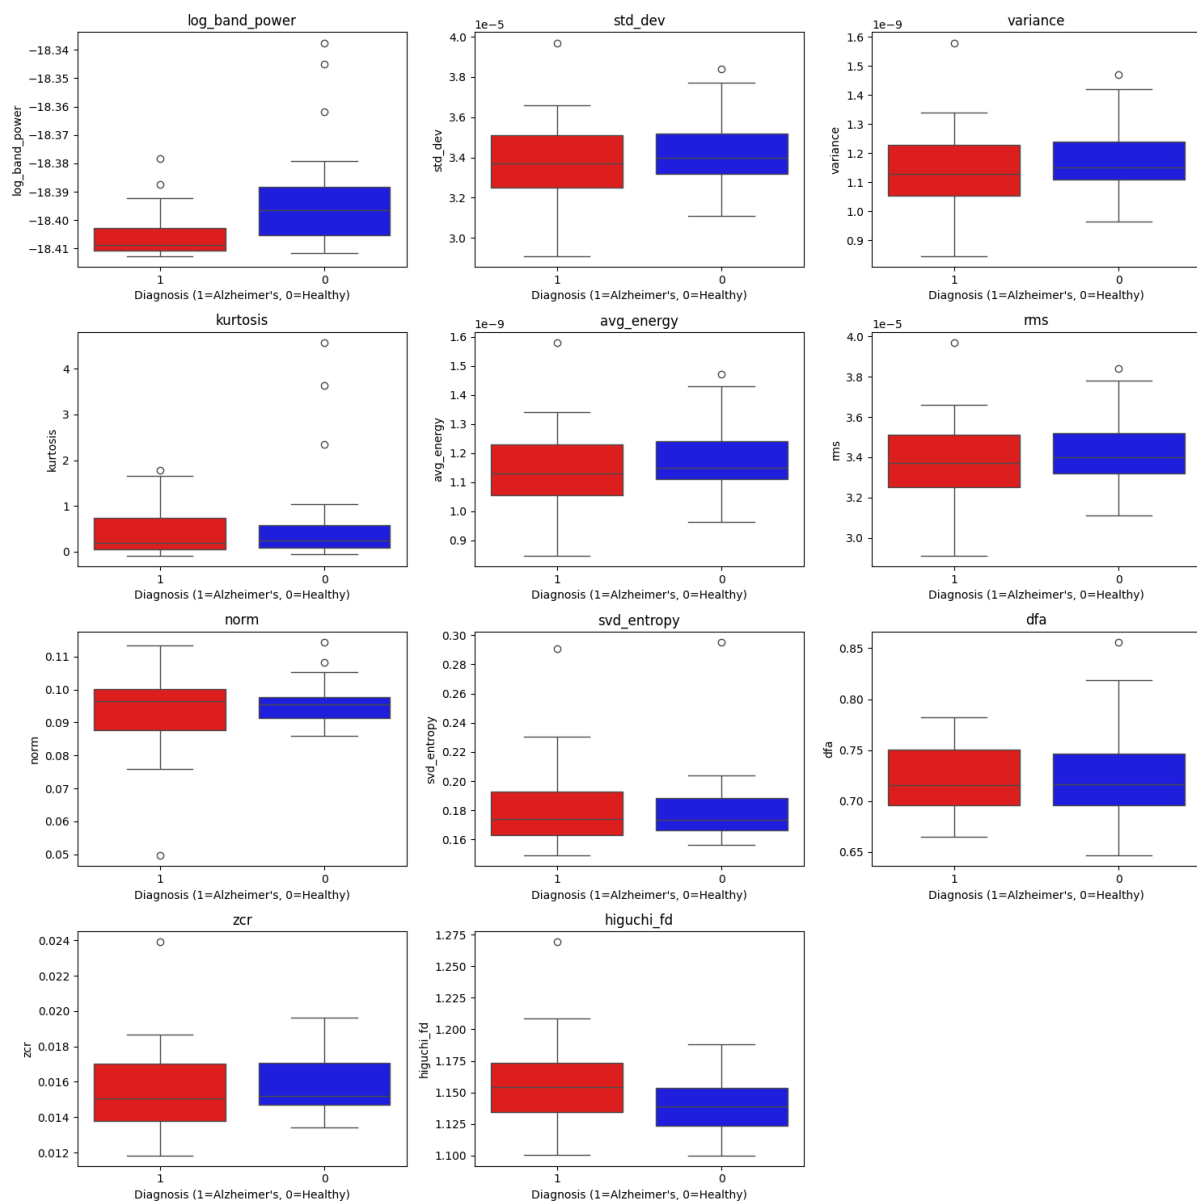 log_band_power
std_dev
variance
1e−5
1e−9
−18.34
−18.35
−18.36
−18.37
−18.38
−18.39
−18.40
−18.41
log_band_power
4.0
3.8
3.6
3.4
3.2
3.0
std_dev
1.6
1.5
1.4
1.3
1.2
1.1
1.0
0.9
variance
1
0
1
0
1
0
Diagnosis (1=Alzheimer's, 0=Healthy)
Diagnosis (1=Alzheimer's, 0=Healthy)
Diagnosis (1=Alzheimer's, 0=Healthy)
kurtosis
avg_energy
rms
1e−9
1e−5
4
3
2
1
0
kurtosis
1.6
1.5
1.4
1.3
1.2
1.1
1.0
0.9
avg_energy
4.0
3.8
3.6
3.4
3.2
3.0
rms
1
0
1
0
1
0
Diagnosis (1=Alzheimer's, 0=Healthy)
Diagnosis (1=Alzheimer's, 0=Healthy)
Diagnosis (1=Alzheimer's, 0=Healthy)
norm
svd_entropy
dfa
0.11
0.10
0.09
0.08
0.07
0.06
0.05
norm
0.30
0.28
0.26
0.24
0.22
0.20
0.18
0.16
svd_entropy
0.85
0.80
0.75
0.70
0.65
dfa
1
0
1
0
1
0
Diagnosis (1=Alzheimer's, 0=Healthy)
Diagnosis (1=Alzheimer's, 0=Healthy)
Diagnosis (1=Alzheimer's, 0=Healthy)
zcr
higuchi_fd
0.024
0.022
0.020
0.018
0.016
0.014
0.012
zcr
1.275
1.250
1.225
1.200
1.175
1.150
1.125
1.100
higuchi_fd
1
0
1
0
Diagnosis (1=Alzheimer's, 0=Healthy)
Diagnosis (1=Alzheimer's, 0=Healthy)